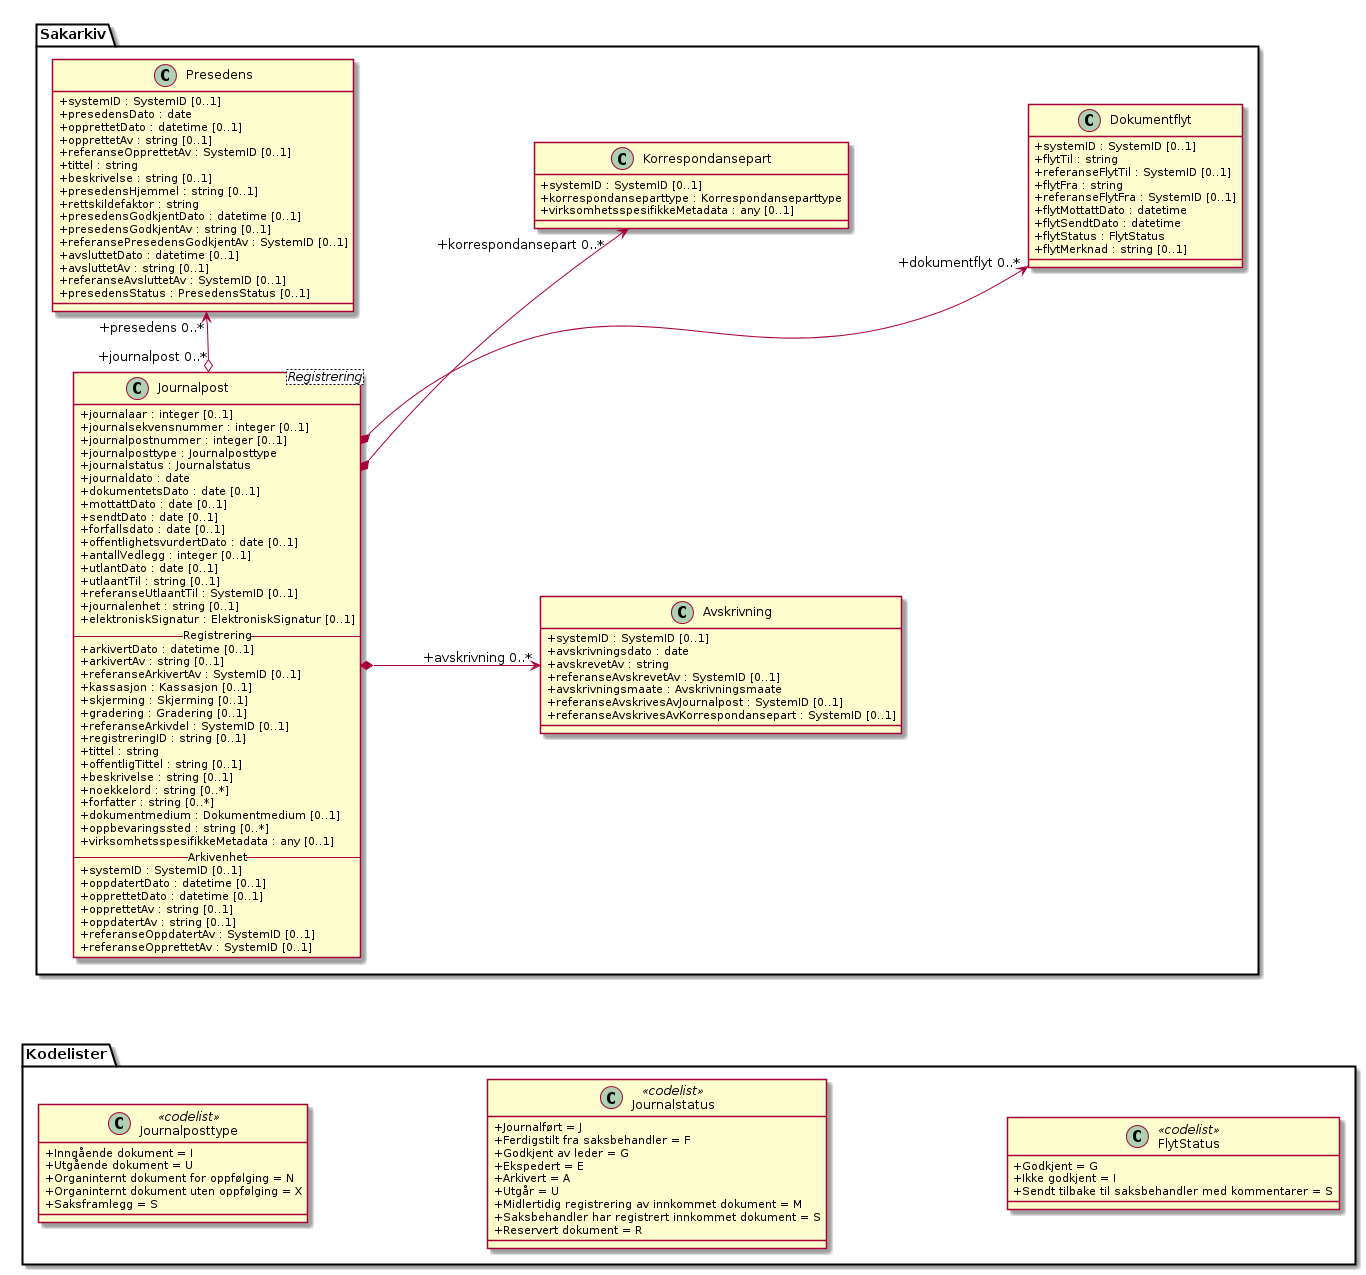 Sakarkiv
C Presedens
+systemID : SystemID [0..1]
+presedensDato : date
+opprettetDato : datetime [0..1]
+opprettetAv : string [0..1]
+referanseOpprettetAv : SystemID [0..1]
+tittel : string
+beskrivelse : string [0..1]
+presedensHjemmel : string [0..1]
+rettskildefaktor : string
+presedensGodkjentDato : datetime [0..1]
+presedensGodkjentAv : string [0..1]
+referansePresedensGodkjentAv : SystemID [0..1]
+avsluttetDato : datetime [0..1]
+avsluttetAv : string [0..1]
+referanseAvsluttetAv : SystemID [0..1]
+presedensStatus : PresedensStatus [0..1]
C Korrespondansepart
+systemID : SystemID [0..1]
+korrespondanseparttype : Korrespondanseparttype
+virksomhetsspesifikkeMetadata : any [0..1]
C Dokumentflyt
+systemID : SystemID [0..1]
+flytTil : string
+referanseFlytTil : SystemID [0..1]
+flytFra : string
+referanseFlytFra : SystemID [0..1]
+flytMottattDato : datetime
+flytSendtDato : datetime
+flytStatus : FlytStatus
+flytMerknad : string [0..1]
+korrespondansepart 0..*
+dokumentflyt 0..*
+presedens 0..*
+journalpost 0..*
C Journalpost
Registrering
+journalaar : integer [0..1]
+journalsekvensnummer : integer [0..1]
+journalpostnummer : integer [0..1]
+journalposttype : Journalposttype
+journalstatus : Journalstatus
+journaldato : date
+dokumentetsDato : date [0..1]
+mottattDato : date [0..1]
+sendtDato : date [0..1]
+forfallsdato : date [0..1]
+offentlighetsvurdertDato : date [0..1]
+antallVedlegg : integer [0..1]
+utlantDato : date [0..1]
+utlaantTil : string [0..1]
+referanseUtlaantTil : SystemID [0..1]
+journalenhet : string [0..1]
+elektroniskSignatur : ElektroniskSignatur [0..1]
Registrering
+arkivertDato : datetime [0..1]
+arkivertAv : string [0..1]
+referanseArkivertAv : SystemID [0..1]
+kassasjon : Kassasjon [0..1]
+skjerming : Skjerming [0..1]
+gradering : Gradering [0..1]
+referanseArkivdel : SystemID [0..1]
+registreringID : string [0..1]
+tittel : string
+offentligTittel : string [0..1]
+beskrivelse : string [0..1]
+noekkelord : string [0..*]
+forfatter : string [0..*]
+dokumentmedium : Dokumentmedium [0..1]
+oppbevaringssted : string [0..*]
+virksomhetsspesifikkeMetadata : any [0..1]
Arkivenhet
+systemID : SystemID [0..1]
+oppdatertDato : datetime [0..1]
+opprettetDato : datetime [0..1]
+opprettetAv : string [0..1]
+oppdatertAv : string [0..1]
+referanseOppdatertAv : SystemID [0..1]
+referanseOpprettetAv : SystemID [0..1]
+avskrivning 0..*
C Avskrivning
+systemID : SystemID [0..1]
+avskrivningsdato : date
+avskrevetAv : string
+referanseAvskrevetAv : SystemID [0..1]
+avskrivningsmaate : Avskrivningsmaate
+referanseAvskrivesAvJournalpost : SystemID [0..1]
+referanseAvskrivesAvKorrespondansepart : SystemID [0..1]
Kodelister
«codelist»
C Journalposttype
+Inngående dokument = I
+Utgående dokument = U
+Organinternt dokument for oppfølging = N
+Organinternt dokument uten oppfølging = X
+Saksframlegg = S
«codelist»
C Journalstatus
+Journalført = J
+Ferdigstilt fra saksbehandler = F
+Godkjent av leder = G
+Ekspedert = E
+Arkivert = A
+Utgår = U
+Midlertidig registrering av innkommet dokument = M
+Saksbehandler har registrert innkommet dokument = S
+Reservert dokument = R
«codelist»
C FlytStatus
+Godkjent = G
+Ikke godkjent = I
+Sendt tilbake til saksbehandler med kommentarer = S